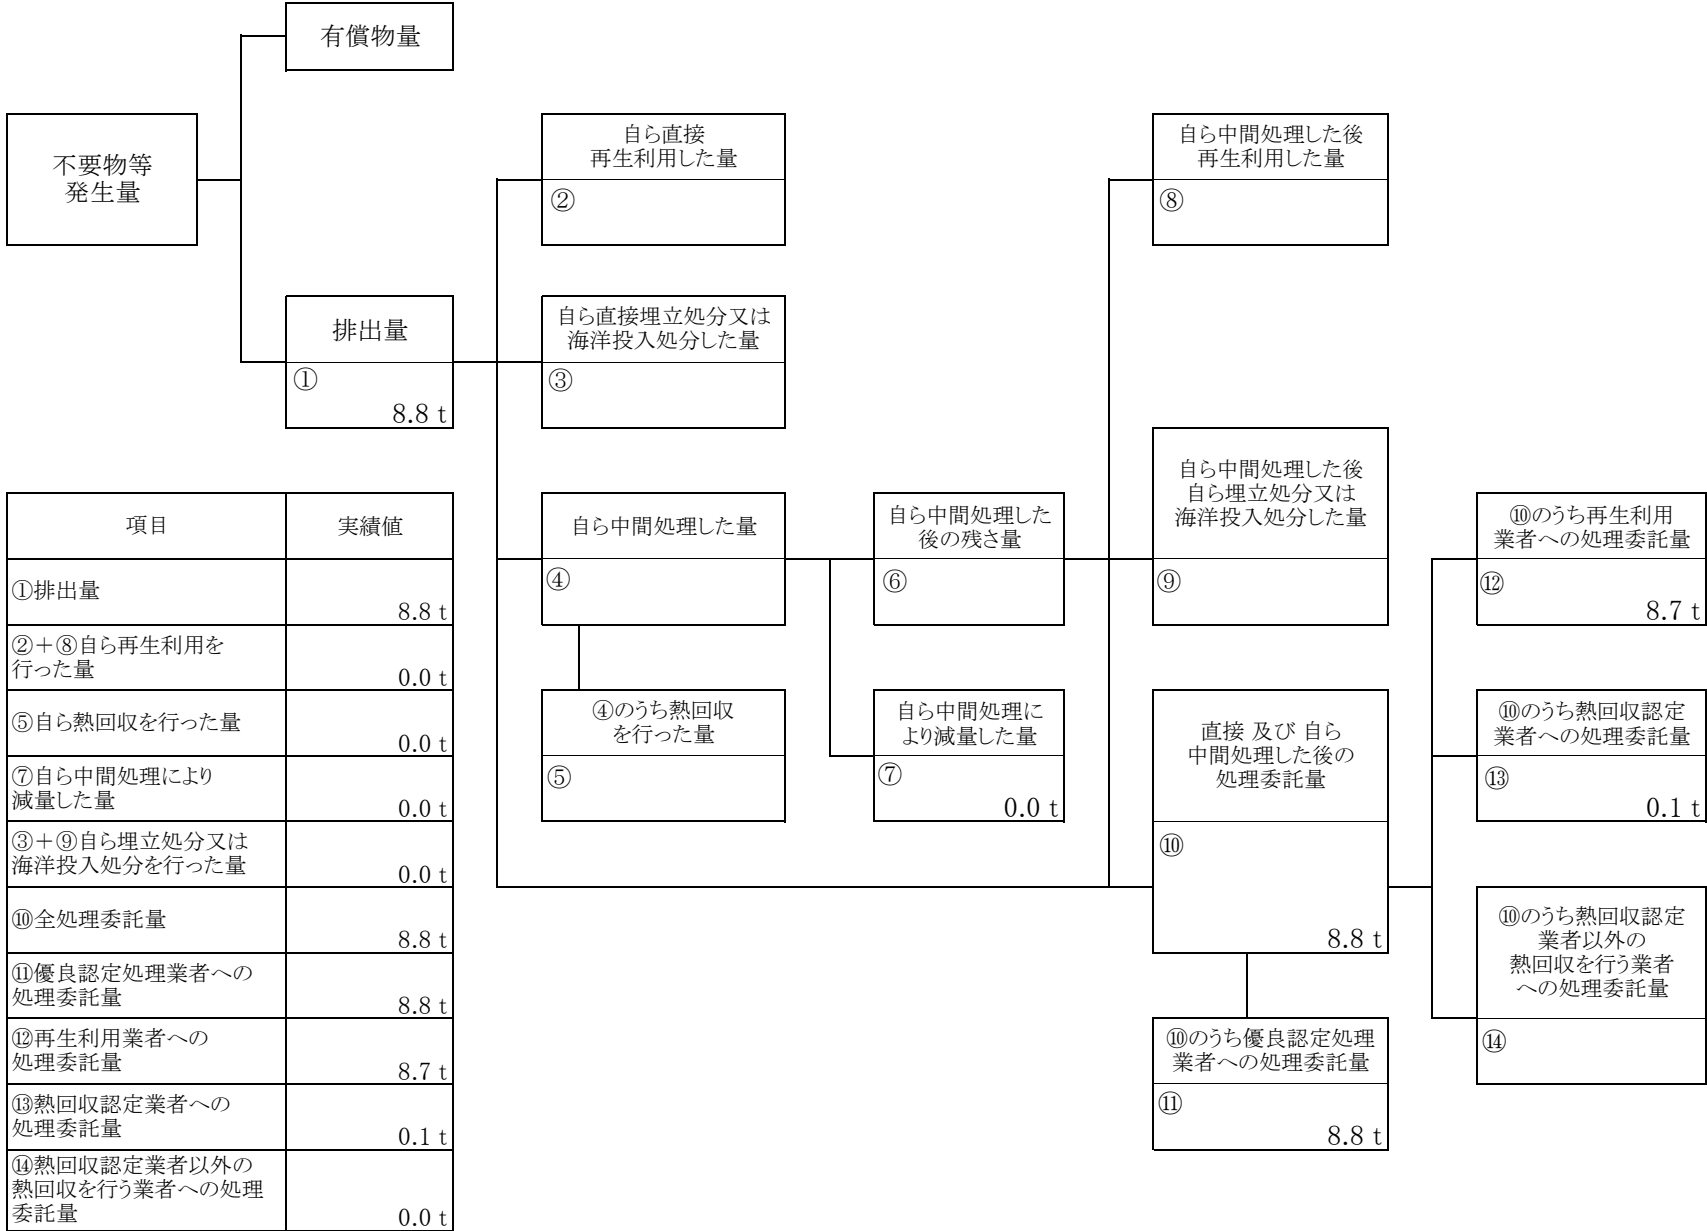 有償物量
不要物等
発生量
自ら直接
再生利用した量
②
自ら中間処理した後
再生利用した量
⑧
排出量
①
8.8 t
自ら直接埋立処分又は
海洋投入処分した量
③
自ら中間処理した量
④
自ら中間処理した
後の残さ量
⑥
自ら中間処理した後
自ら埋立処分又は
海洋投入処分した量
⑨
⑩のうち再生利用
業者への処理委託量
⑫
8.7 t
④のうち熱回収
を行った量
⑤
自ら中間処理に
より減量した量
⑦
0.0 t
直接 及び 自ら
中間処理した後の
処理委託量
⑩
8.8 t
⑩のうち熱回収認定
業者への処理委託量
⑬
0.1 t
⑩のうち熱回収認定
業者以外の
熱回収を行う業者
への処理委託量
⑭
⑩のうち優良認定処理
業者への処理委託量
⑪
8.8 t
項目 実績値
①排出量
8.8 t
②＋⑧自ら再生利用を
行った量
0.0 t
⑤自ら熱回収を行った量
0.0 t
⑦自ら中間処理により
減量した量
0.0 t
③＋⑨自ら埋立処分又は
海洋投入処分を行った量
0.0 t
⑩全処理委託量
8.8 t
⑪優良認定処理業者への
処理委託量
8.8 t
⑫再生利用業者への
処理委託量
8.7 t
⑬熱回収認定業者への
処理委託量
0.1 t
⑭熱回収認定業者以外の
熱回収を行う業者への処理
委託量
0.0 t